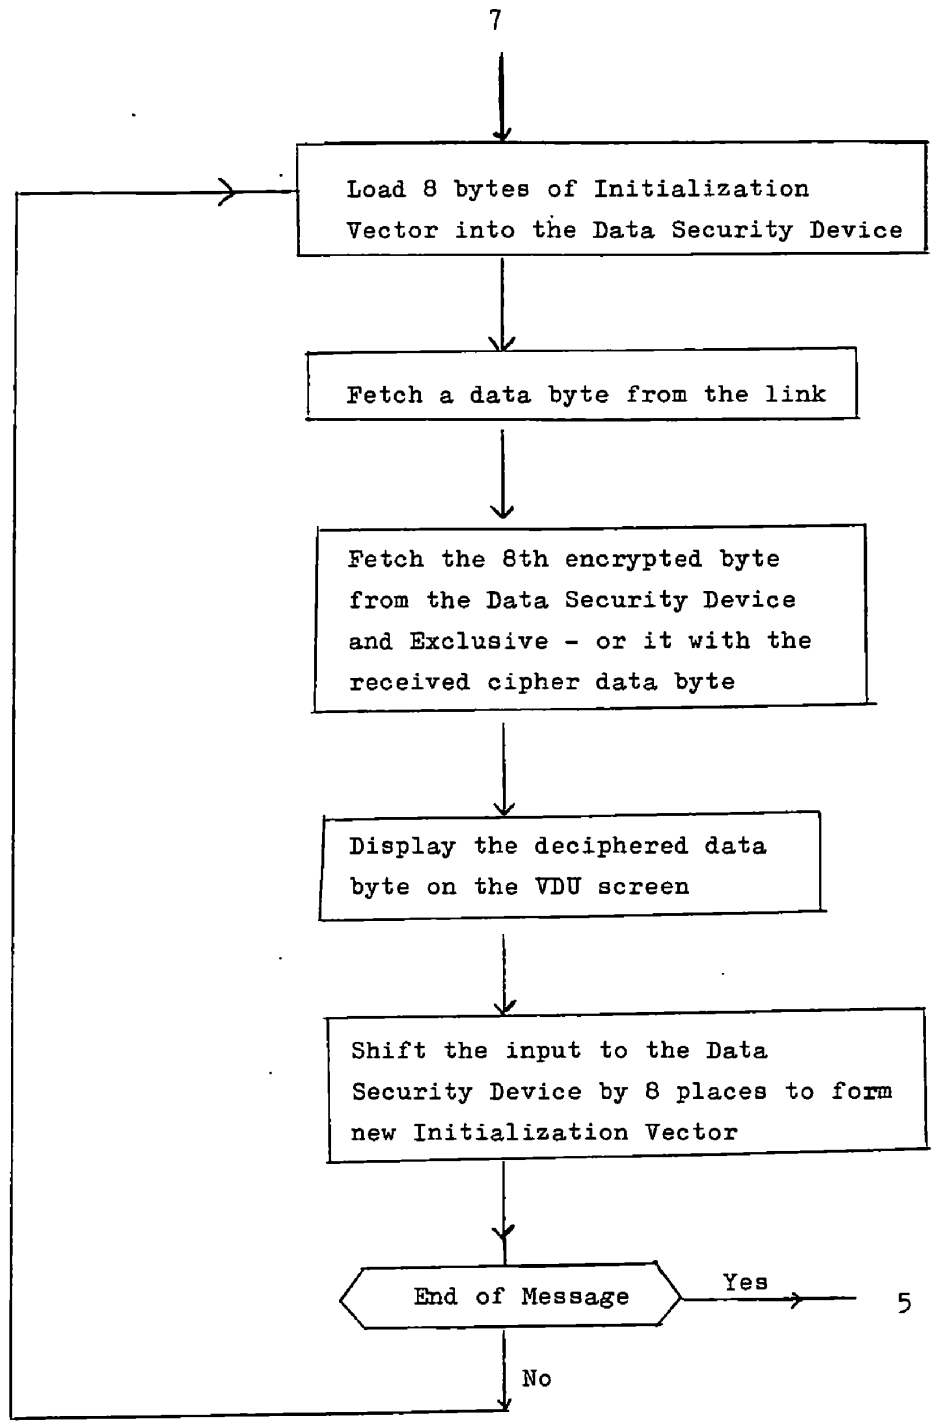 7
Load 8 bytes of Initialization
Vector into the Data Security Device
Fetch a data byte from the link
Fetch the 8th encrypted byte
from the Data Security Device
and Exclusive - or it with the
received cipher data byte
Display the deciphered data
byte on the VDU screen
Shift the input to the Data
Security Device by 8 places to form
new Initialization Vector
End of Message
Yes
5
No